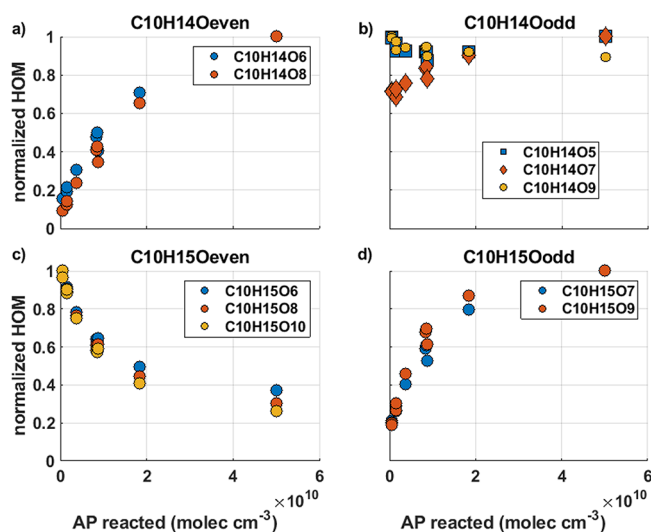 a) C10H14Oeven
normalized HOM
1
0.8
0.6
0.4
0.2
0
C10H14O6
C10H14O8
b) C10H14Oodd
C10H14O5
C10H14O7
C10H14O9
c) C10H15Oeven
normalized HOM
1
0.8
0.6
0.4
0.2
0
C10H15O6
C10H15O8
C10H15O10
0 2 4 6
×10^10
AP reacted (molec cm^-3)
d) C10H15Oodd
C10H15O7
C10H15O9
0 2 4 6
×10^10
AP reacted (molec cm^-3)